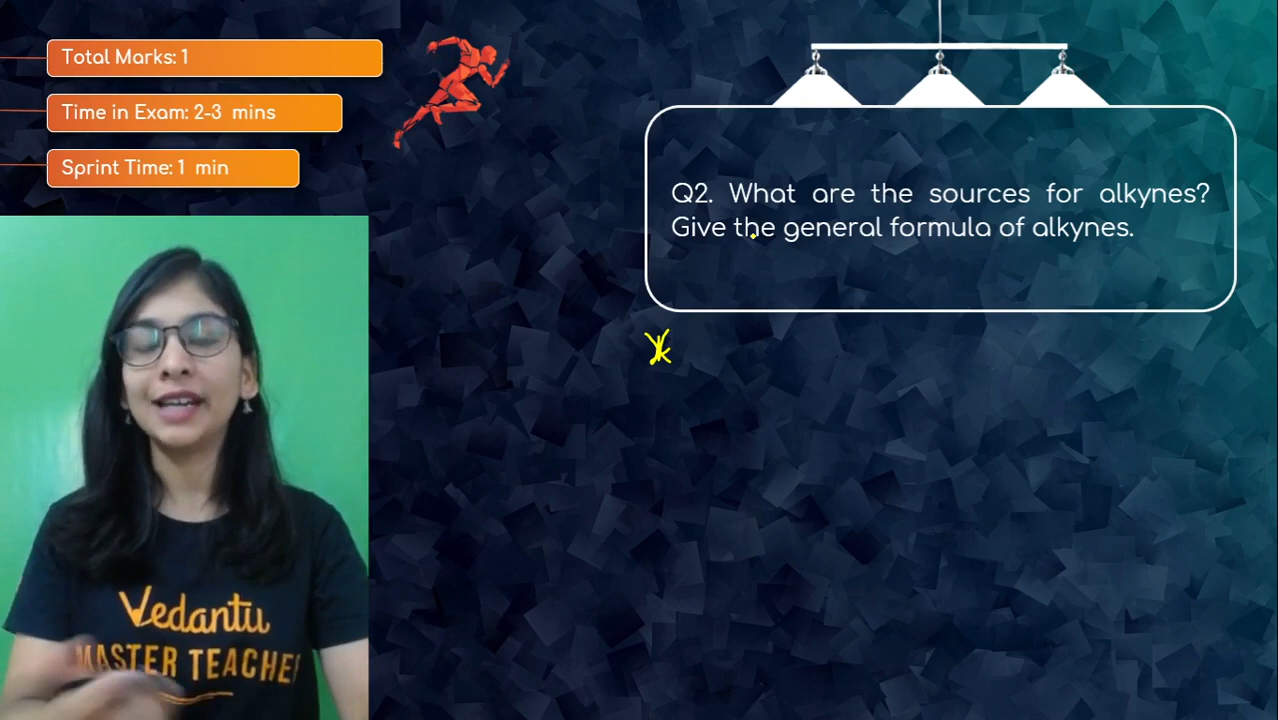 Total Marks: 1
Time in Exam: 2-3 mins
Sprint Time: 1 min
Q2. What are the sources for alkynes?
Give the general formula of alkynes.
Vedantu
MASTER TEACHER